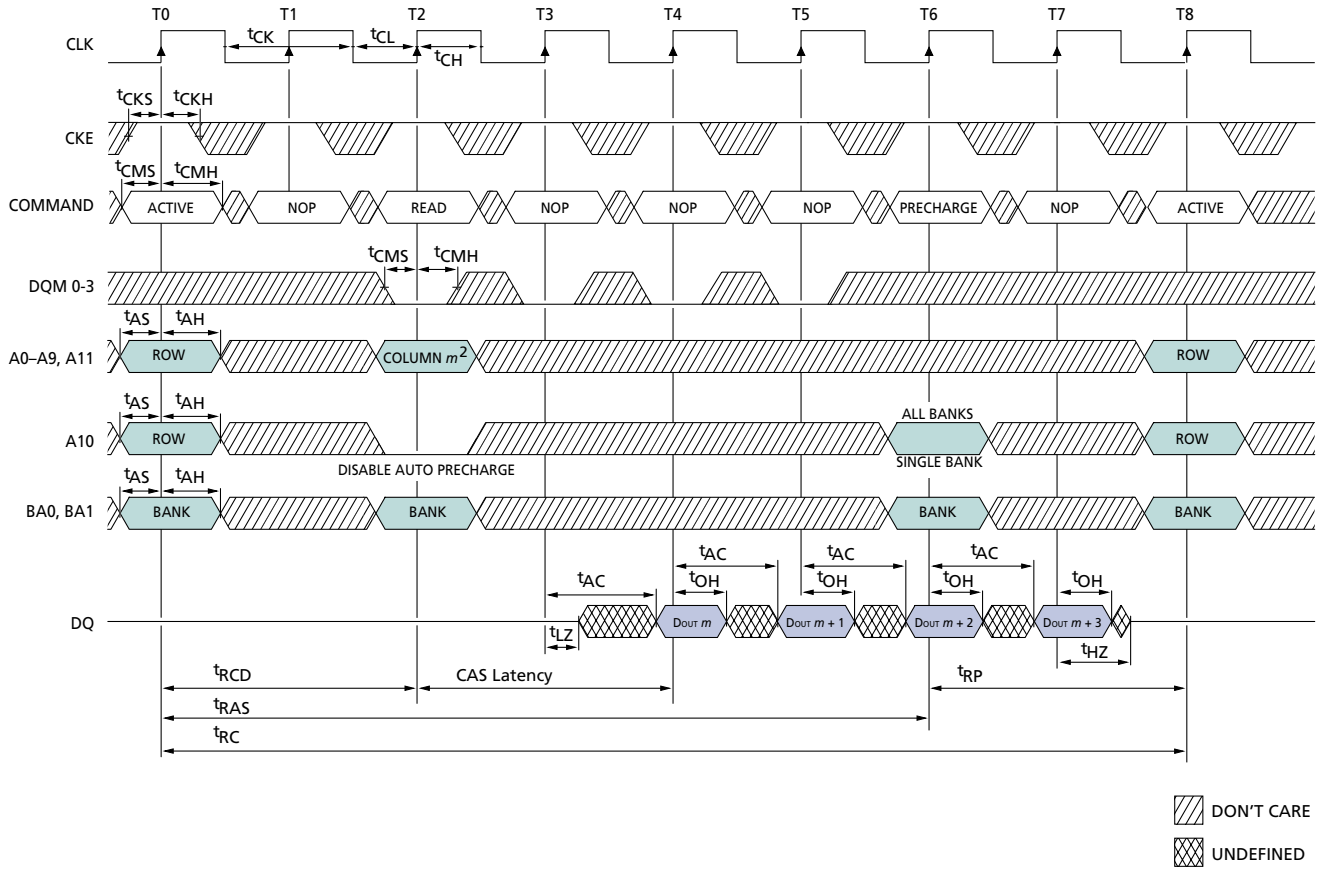 T0 T1 T2 T3 T4 T5 T6 T7 T8
CLK
tCK tCL
tCH
tCKS tCKH
CKE
tCMS tCMH
COMMAND ACTIVE NOP READ NOP NOP NOP PRECHARGE NOP ACTIVE
tCMS tCMH
DQM 0-3
tAS tAH
A0–A9, A11 ROW COLUMN m2 ROW
tAS tAH
ALL BANKS
A10 ROW ROW
DISABLE AUTO PRECHARGE SINGLE BANK
tAS tAH
BA0, BA1 BANK BANK BANK BANK
tAC tAC tAC
tAC tOH tOH tOH tOH
DQ DOUT m DOUT m + 1 DOUT m + 2 DOUT m + 3
tLZ tHZ
tRCD CAS Latency tRP
tRAS
tRC
DON'T CARE
UNDEFINED